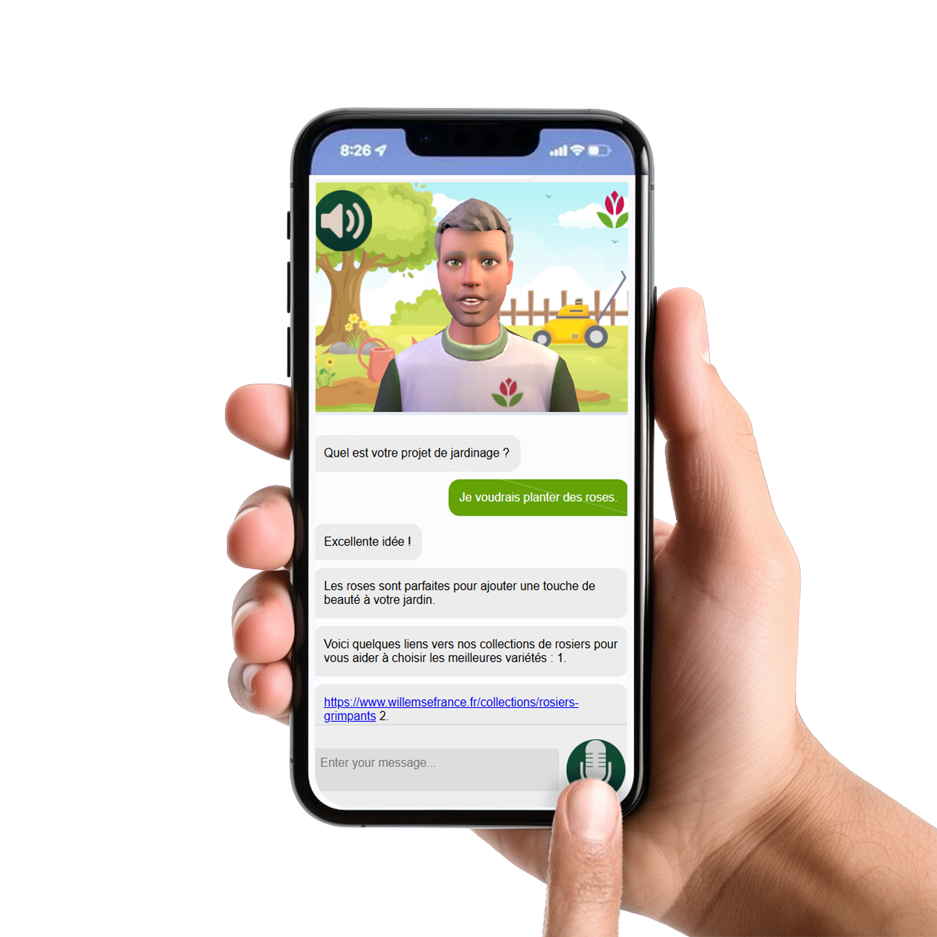 8:26
Quel est votre projet de jardinage ?
Je voudrais planter des roses.
Excellente idée !
Les roses sont parfaites pour ajouter une touche de
beauté à votre jardin.
Voici quelques liens vers nos collections de rosiers pour
vous aider à choisir les meilleures variétés : 1.
https://www.willemsefrance.fr/collections/rosiers-
grimpants 2.
Enter your message...